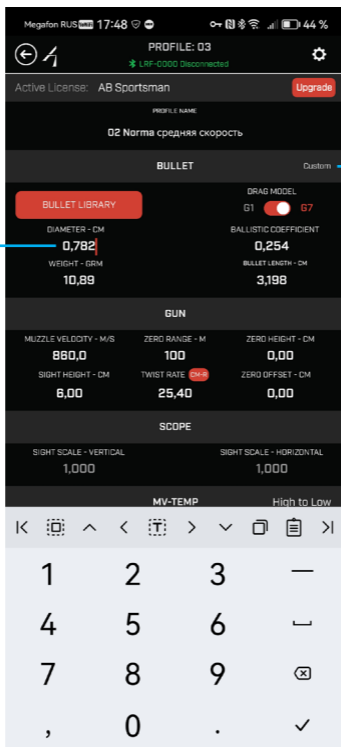 Megafon RUS 17:48 44 %
PROFILE: 03
LRF-0000 Disconnected
Active License: AB Sportsman Upgrade
PROFILE NAME
02 Norma средняя скорость
BULLET Custom
BULLET LIBRARY
DRAG MODEL
G1 G7
DIAMETER - CM BALLISTIC COEFFICIENT
0,782 0,254
WEIGHT - GRM BULLET LENGTH - CM
10,89 3,198
GUN
MUZZLE VELOCITY - M/S ZERO RANGE - M ZERO HEIGHT - CM
860,0 100 0,00
SIGHT HEIGHT - CM TWIST RATE CM-R ZERO OFFSET - CM
6,00 25,40 0,00
SCOPE
SIGHT SCALE - VERTICAL SIGHT SCALE - HORIZONTAL
1,000 1,000
MV-TEMP High to Low
1 2 3 —
4 5 6
7 8 9
, 0 .